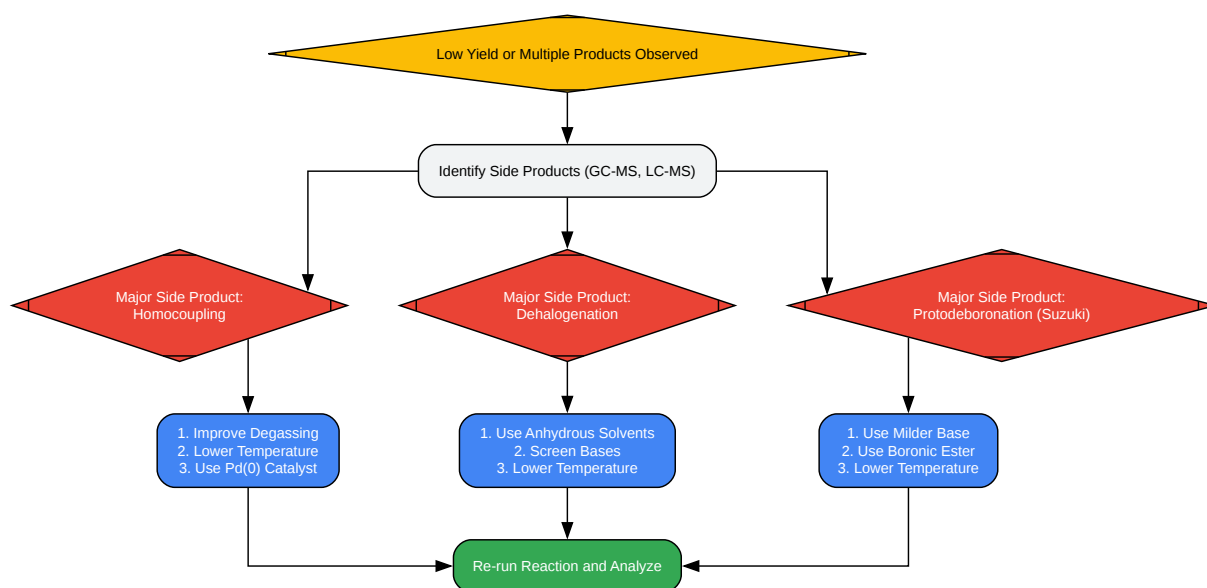 Low Yield or Multiple Products Observed
Identify Side Products (GC-MS, LC-MS)
Major Side Product:
Homocoupling
Major Side Product:
Dehalogenation
Major Side Product:
Protodeboronation (Suzuki)
1. Improve Degassing
2. Lower Temperature
3. Use Pd(0) Catalyst
1. Use Anhydrous Solvents
2. Screen Bases
3. Lower Temperature
1. Use Milder Base
2. Use Boronic Ester
3. Lower Temperature
Re-run Reaction and Analyze